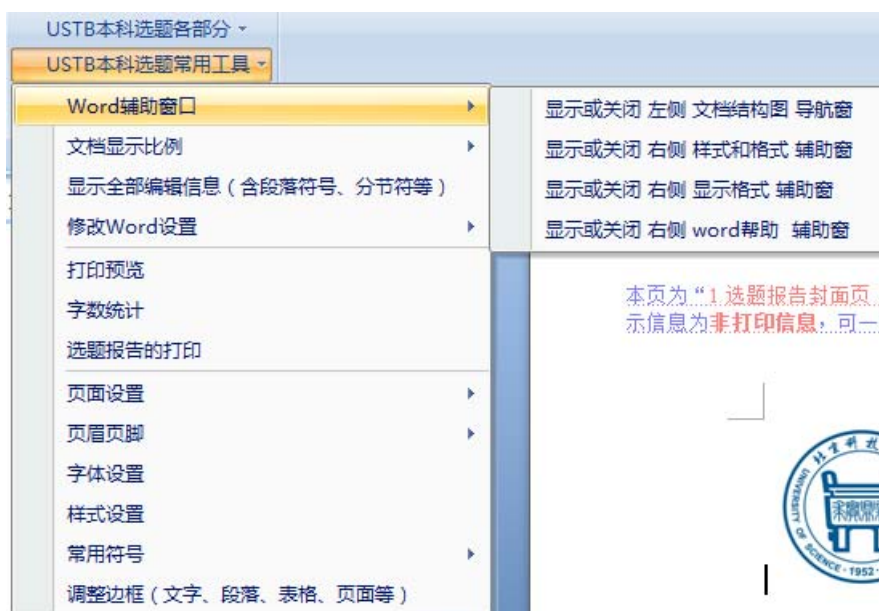 USTB本科选题各部分
USTB本科选题常用工具
Word辅助窗口
文档显示比例
显示全部编辑信息（含段落符号、分节符等）
修改Word设置
打印预览
字数统计
选题报告的打印
页面设置
页眉页脚
字体设置
样式设置
常用符号
调整边框（文字、段落、表格、页面等）
显示或关闭 左侧 文档结构图 导航窗
显示或关闭 右侧 样式和格式 辅助窗
显示或关闭 右侧 显示格式 辅助窗
显示或关闭 右侧 word帮助 辅助窗
本页为“1 选题报告封面页
示信息为非打印信息，可一
北京科技
UNIVERSITY OF SCIENCE
1952